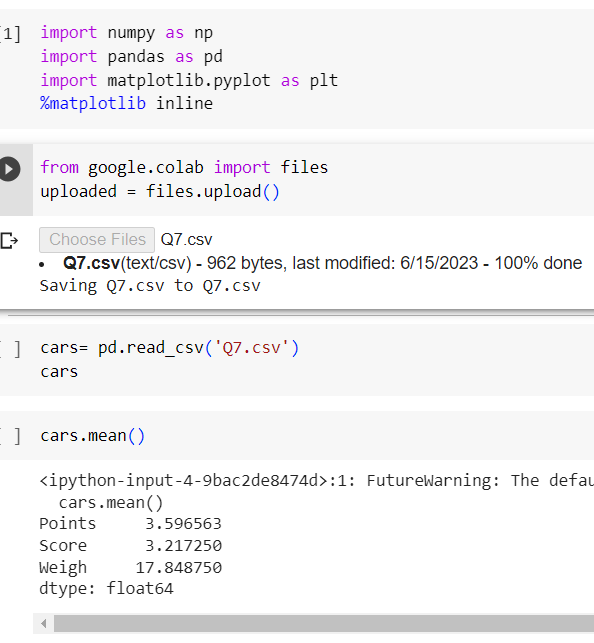 1]
import numpy as np
import pandas as pd
import matplotlib.pyplot as plt
%matplotlib inline
from google.colab import files
uploaded = files.upload()
Choose Files Q7.csv
• Q7.csv(text/csv) - 962 bytes, last modified: 6/15/2023 - 100% done
Saving Q7.csv to Q7.csv
[ ] cars= pd.read_csv('Q7.csv')
cars
[ ] cars.mean()
<ipython-input-4-9bac2de8474d>:1: FutureWarning: The defau
cars.mean()
Points 3.596563
Score 3.217250
Weigh 17.848750
dtype: float64